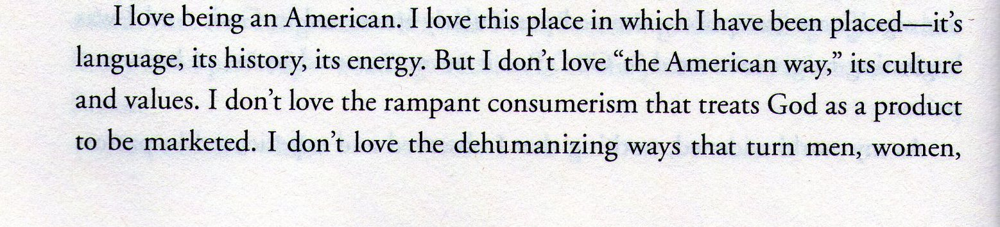 I love being an American. I love this place in which I have been placed—it’s
language, its history, its energy. But I don’t love “the American way,” its culture
and values. I don’t love the rampant consumerism that treats God as a product
to be marketed. I don’t love the dehumanizing ways that turn men, women,